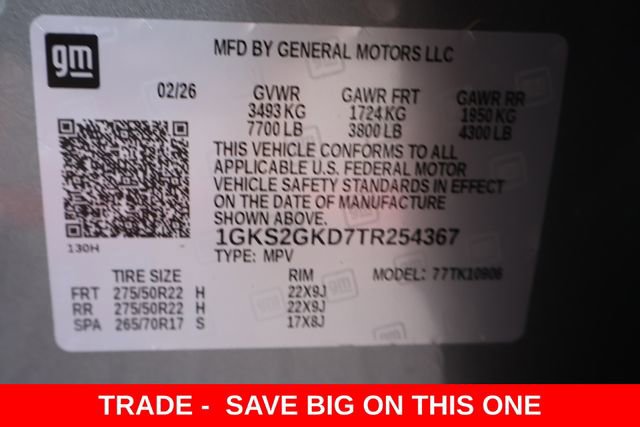 gm
MFD BY GENERAL MOTORS LLC
02/26 GVWR GAWR FRT GAWR RR
3493 KG 1724 KG 1950 KG
7700 LB 3800 LB 4300 LB
THIS VEHICLE CONFORMS TO ALL
APPLICABLE U.S. FEDERAL MOTOR
VEHICLE SAFETY STANDARDS IN EFFECT
ON THE DATE OF MANUFACTURE
SHOWN ABOVE.
130H -
1GKS2GKD7TR254367
TYPE: MPV
TIRE SIZE RIM MODEL: 77TK10906
FRT 275/50R22 H 22X9J
RR 275/50R22 H 22X9J
SPA 265/70R17 S 17X8J
TRADE - SAVE BIG ON THIS ONE